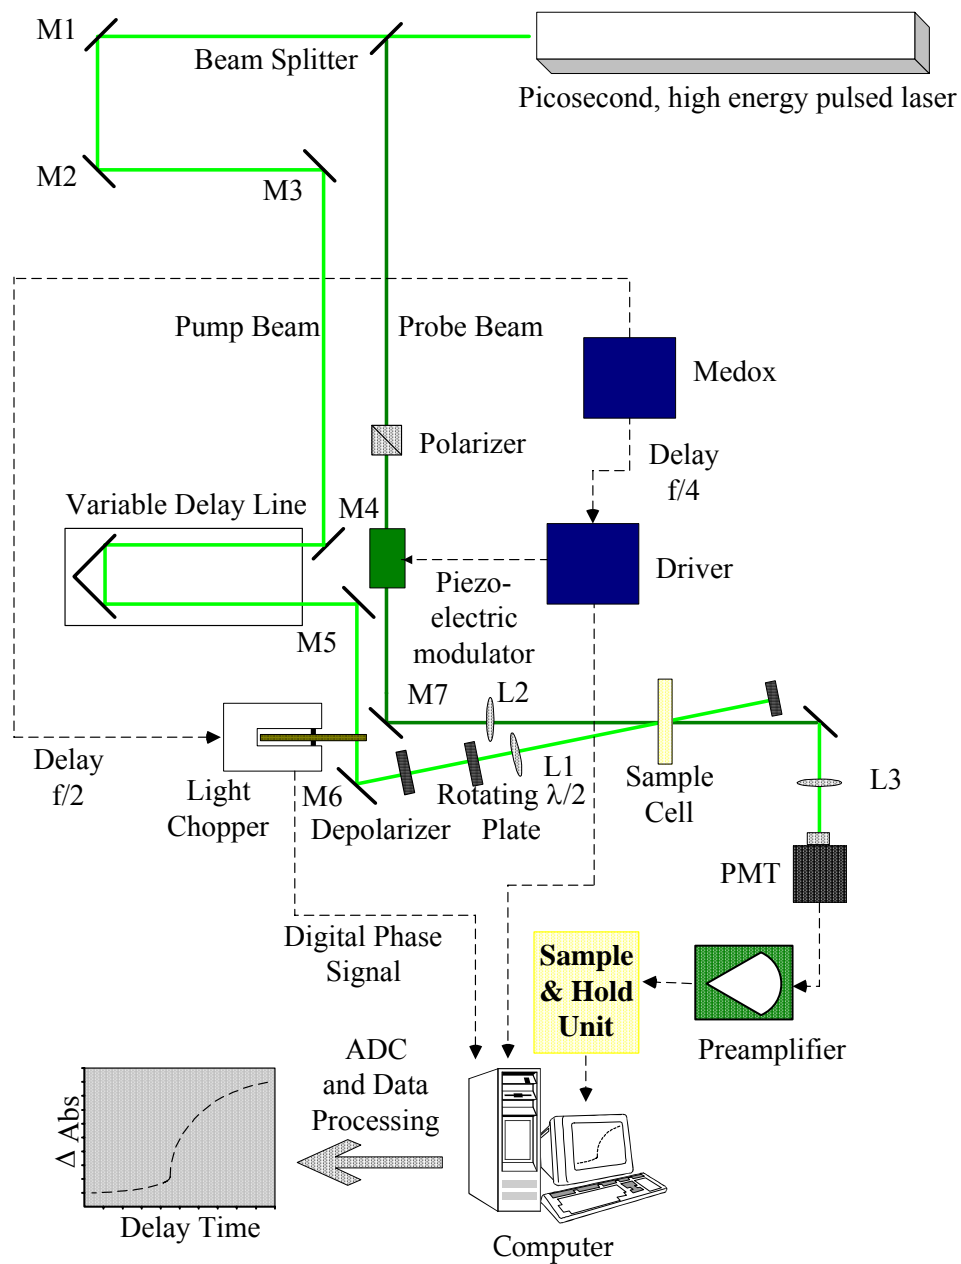 M1
Beam Splitter
Picosecond, high energy pulsed laser
M2
M3
Pump Beam
Probe Beam
Medox
Polarizer
Delay
f/4
Variable Delay Line
M4
Driver
Piezo-
electric
modulator
M5
M7
L2
Delay
f/2
Light
Chopper
M6
Depolarizer
L1
Rotating λ/2
Plate
Sample
Cell
L3
PMT
Digital Phase
Signal
Sample
& Hold
Unit
Preamplifier
ADC
and Data
Processing
Δ Abs
Delay Time
Computer